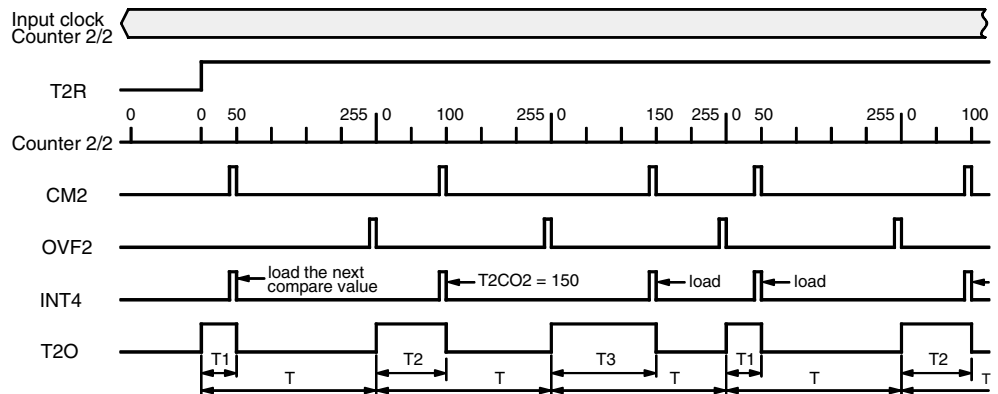 Input clock
Counter 2/2
T2R
0 0 50 255 0 100 255 0 150 255 0 50 255 0 100
Counter 2/2
CM2
OVF2
INT4
load the next
compare value
T2CO2 = 150
load
load
T2O
T1 T2 T3 T1 T2
T T T T T